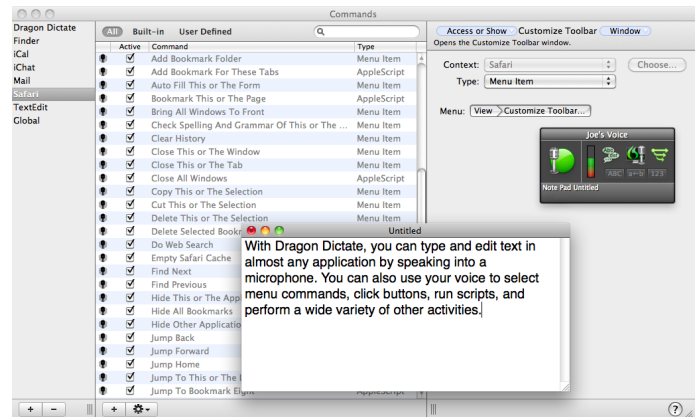 Commands
Dragon Dictate
Finder
iCal
iChat
Mail
Safari
TextEdit
Global
All Built-in User Defined
Active Command Type
Add Bookmark Folder Menu Item
Add Bookmark For These Tabs AppleScript
Auto Fill This or The Form Menu Item
Bookmark This or The Page AppleScript
Bring All Windows To Front Menu Item
Check Spelling And Grammar Of This or The ... Menu Item
Clear History Menu Item
Close This or The Window Menu Item
Close This or The Tab Menu Item
Close All Windows AppleScript
Copy This or The Selection Menu Item
Cut This or The Selection Menu Item
Delete This or The Selection Menu Item
Delete Selected Bookr
Do Web Search
Empty Safari Cache
Find Next
Find Previous
Hide This or The App
Hide All Bookmarks
Hide Other Applicatio
Jump Back
Jump Forward
Jump Home
Jump To This or The
Jump To Bookmark Eight AppleScript
Access or Show Customize Toolbar Window
Opens the Customize Toolbar window.
Context: Safari Choose...
Type: Menu Item
Menu: View Customize Toolbar...
Joe's Voice
ABC a⟷b 123
Note Pad Untitled
Untitled
With Dragon Dictate, you can type and edit text in
almost any application by speaking into a
microphone. You can also use your voice to select
menu commands, click buttons, run scripts, and
perform a wide variety of other activities.